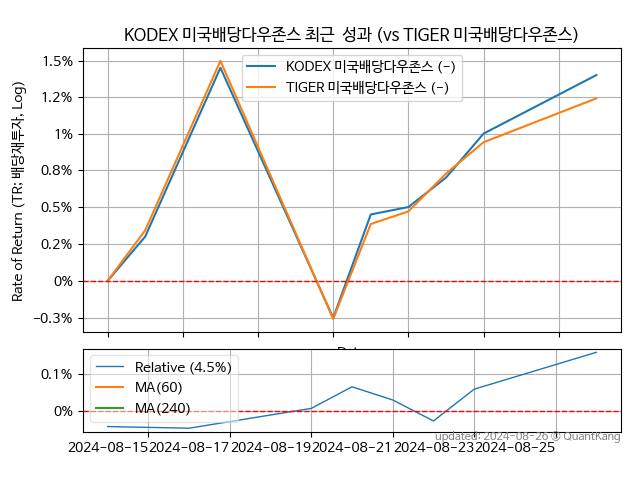 KODEX 미국배당다우존스 최근 성과 (vs TIGER 미국배당다우존스)
KODEX 미국배당다우존스 (-)
TIGER 미국배당다우존스 (-)
Rate of Return (TR: 배당재투자, Log)
1.5%
1.2%
1%
0.8%
0.5%
0.2%
0%
−0.3%
Relative (4.5%)
MA(60)
MA(240)
0.1%
0%
updated: 2024-08-26 © QuantKang
2024-08-15 2024-08-17 2024-08-19 2024-08-21 2024-08-23 2024-08-25